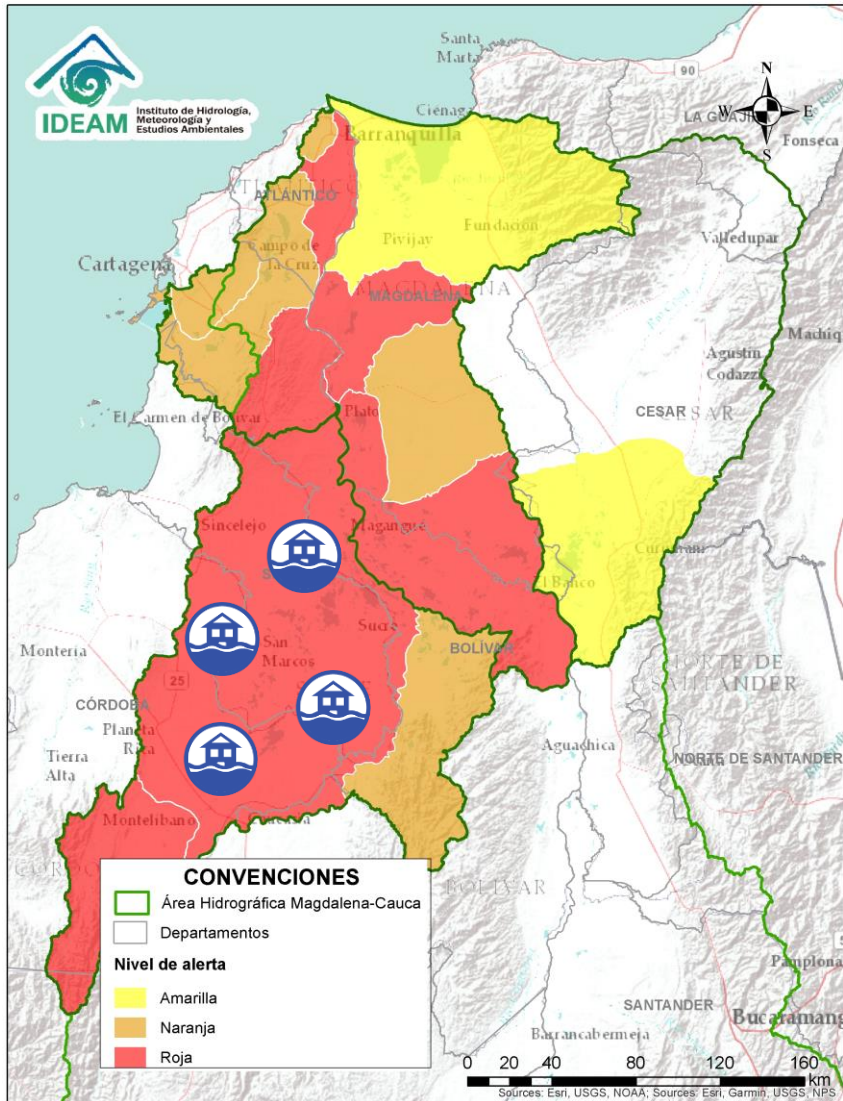 Santa
Marta
90
N
W
E
S
IDEAM
Instituto de Hidrología,
Meteorología y
Estudios Ambientales
Ciénaga
LA GUAJI
Barranquilla
Fonseca
ATLÁNTICO
Pivijay
Fundación
Valledupar
Cartagena
Campo de
la Cruz
MAGDALENA
Agustín
Codazzi
CESAR
El Carmen de Bolívar
Plato
Sincelejo
Magangué
El Banco
Sucre
San
Marcos
BOLÍVAR
Montería
25
NORTE DE
SANTANDER
CÓRDOBA
Planeta
Rica
Tierra
Alta
Aguachica
NORTE DE SANTANDER
Montelíbano
CONVENCIONES
Área Hidrográfica Magdalena-Cauca
Departamentos
Nivel de alerta
Amarilla
Naranja
Roja
BOLÍVAR
Pamplona
SANTANDER
Bucaramang
Barrancabermeja
0 20 40 80 120 160
km
Sources: Esri, USGS, NOAA; Sources: Esri, Garmin, USGS, NPS